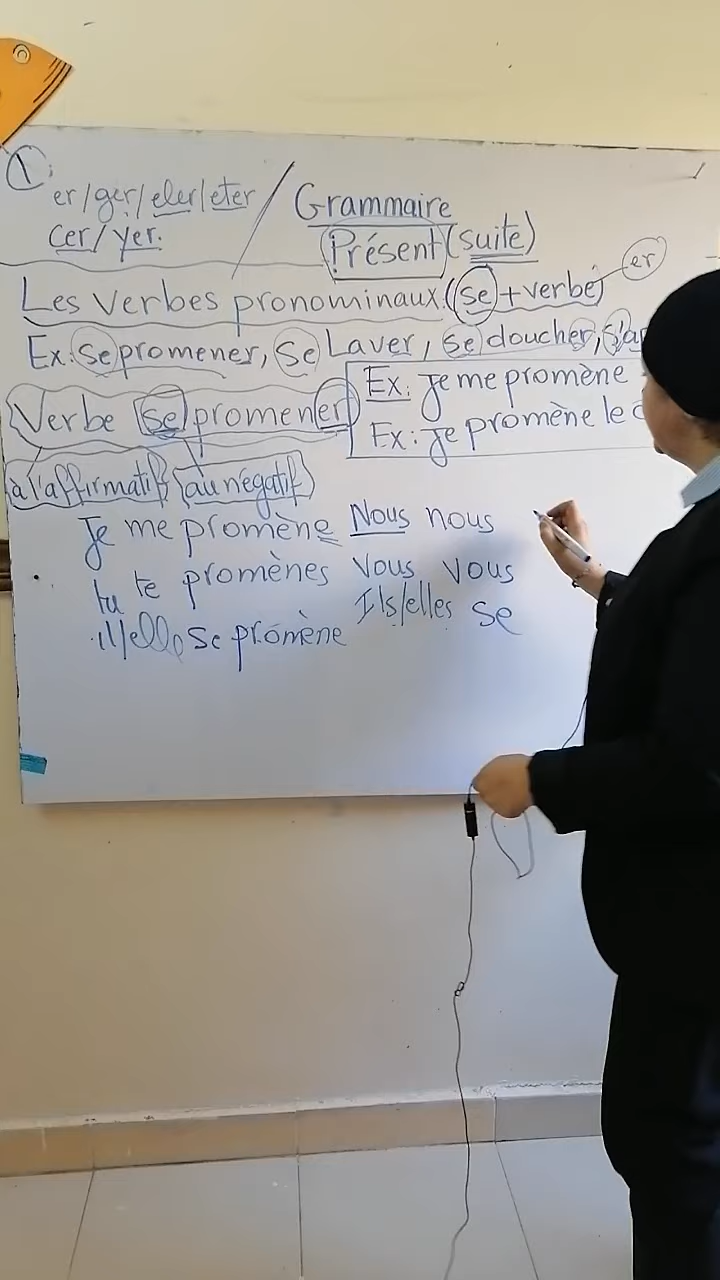 1
er/ger/eler/eter / Grammaire
cer/yer. Présent (suite)
Les verbes pronominaux. (se + verbe) er
Ex: se promener, se Laver, se doucher,
Verbe se promener
Ex: Je me promène
Ex: Je promène le
à l'affirmatif au négatif
Je me promène Nous nous
tu te promènes Vous vous
il/elle se promène Ils/elles se